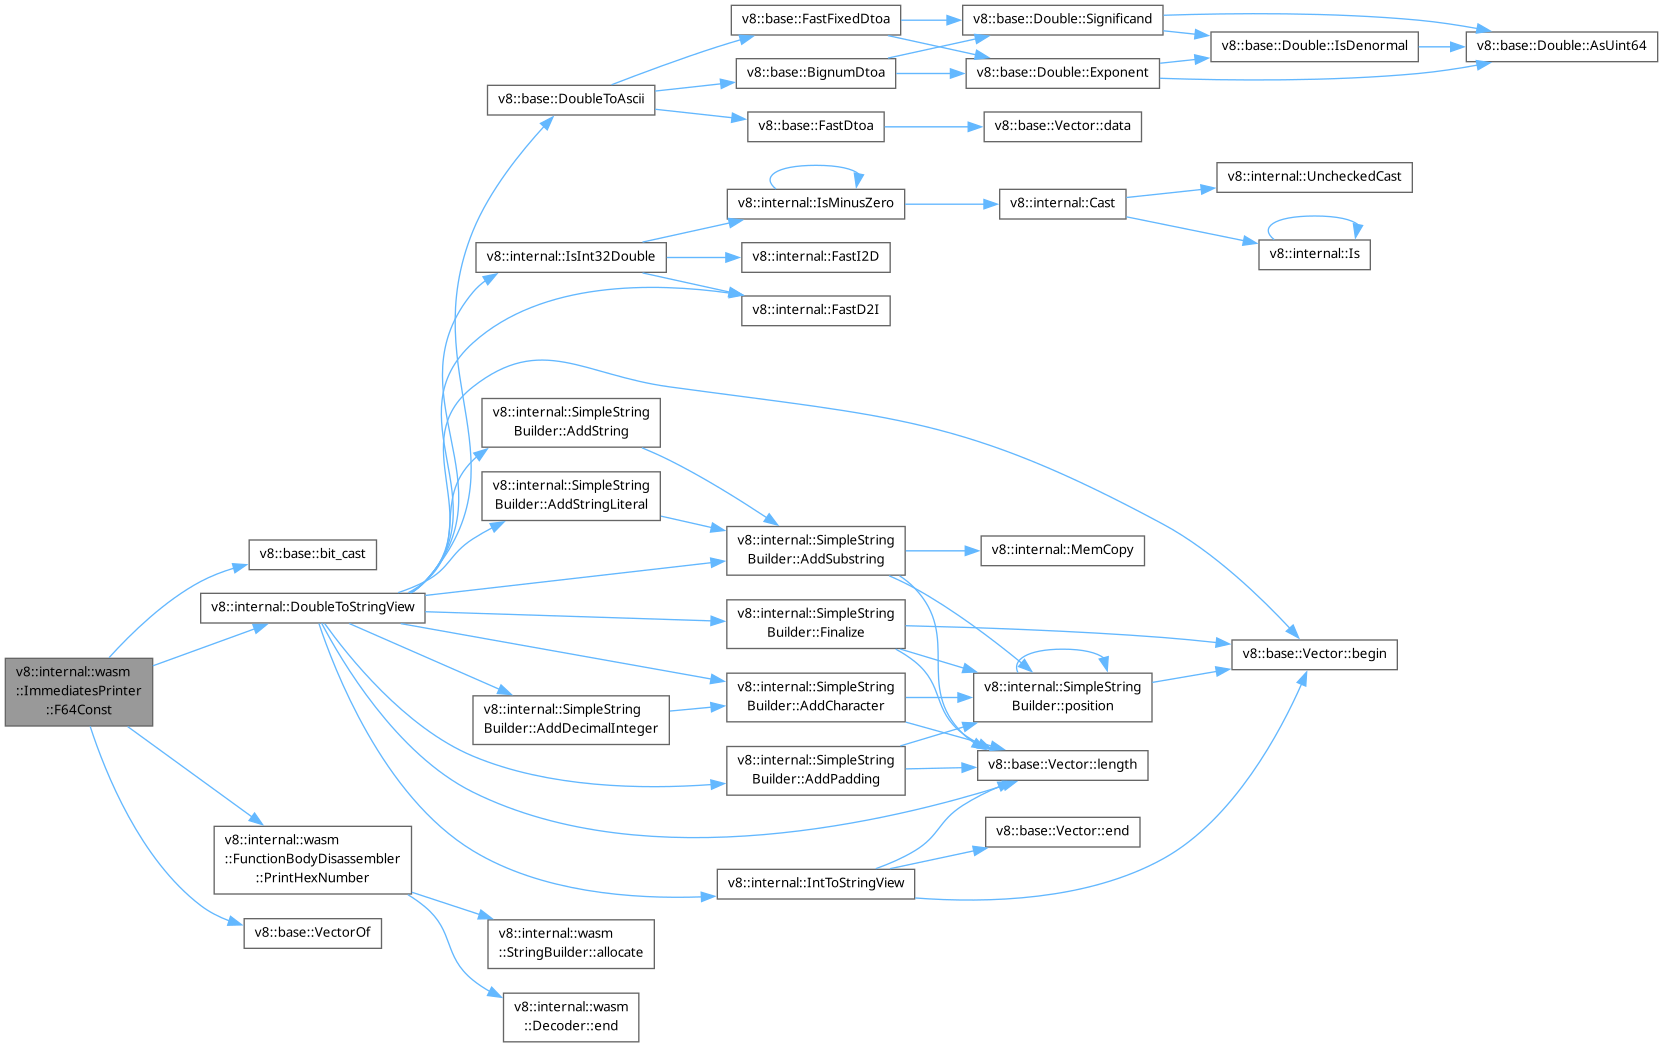 v8::base::FastFixedDtoa
v8::base::Double::Significand
v8::base::Double::IsDenormal
v8::base::Double::AsUint64
v8::base::BignumDtoa
v8::base::Double::Exponent
v8::base::DoubleToAscii
v8::base::FastDtoa
v8::base::Vector::data
v8::internal::IsMinusZero
v8::internal::Cast
v8::internal::UncheckedCast
v8::internal::Is
v8::internal::IsInt32Double
v8::internal::FastI2D
v8::internal::FastD2I
v8::internal::SimpleString
Builder::AddString
v8::internal::SimpleString
Builder::AddStringLiteral
v8::base::bit_cast
v8::internal::DoubleToStringView
v8::internal::SimpleString
Builder::AddSubstring
v8::internal::MemCopy
v8::internal::SimpleString
Builder::Finalize
v8::base::Vector::begin
v8::internal::wasm
::ImmediatesPrinter
::F64Const
v8::internal::SimpleString
Builder::AddDecimalInteger
v8::internal::SimpleString
Builder::AddCharacter
v8::internal::SimpleString
Builder::position
v8::internal::SimpleString
Builder::AddPadding
v8::base::Vector::length
v8::base::Vector::end
v8::internal::IntToStringView
v8::internal::wasm
::FunctionBodyDisassembler
::PrintHexNumber
v8::base::VectorOf
v8::internal::wasm
::StringBuilder::allocate
v8::internal::wasm
::Decoder::end